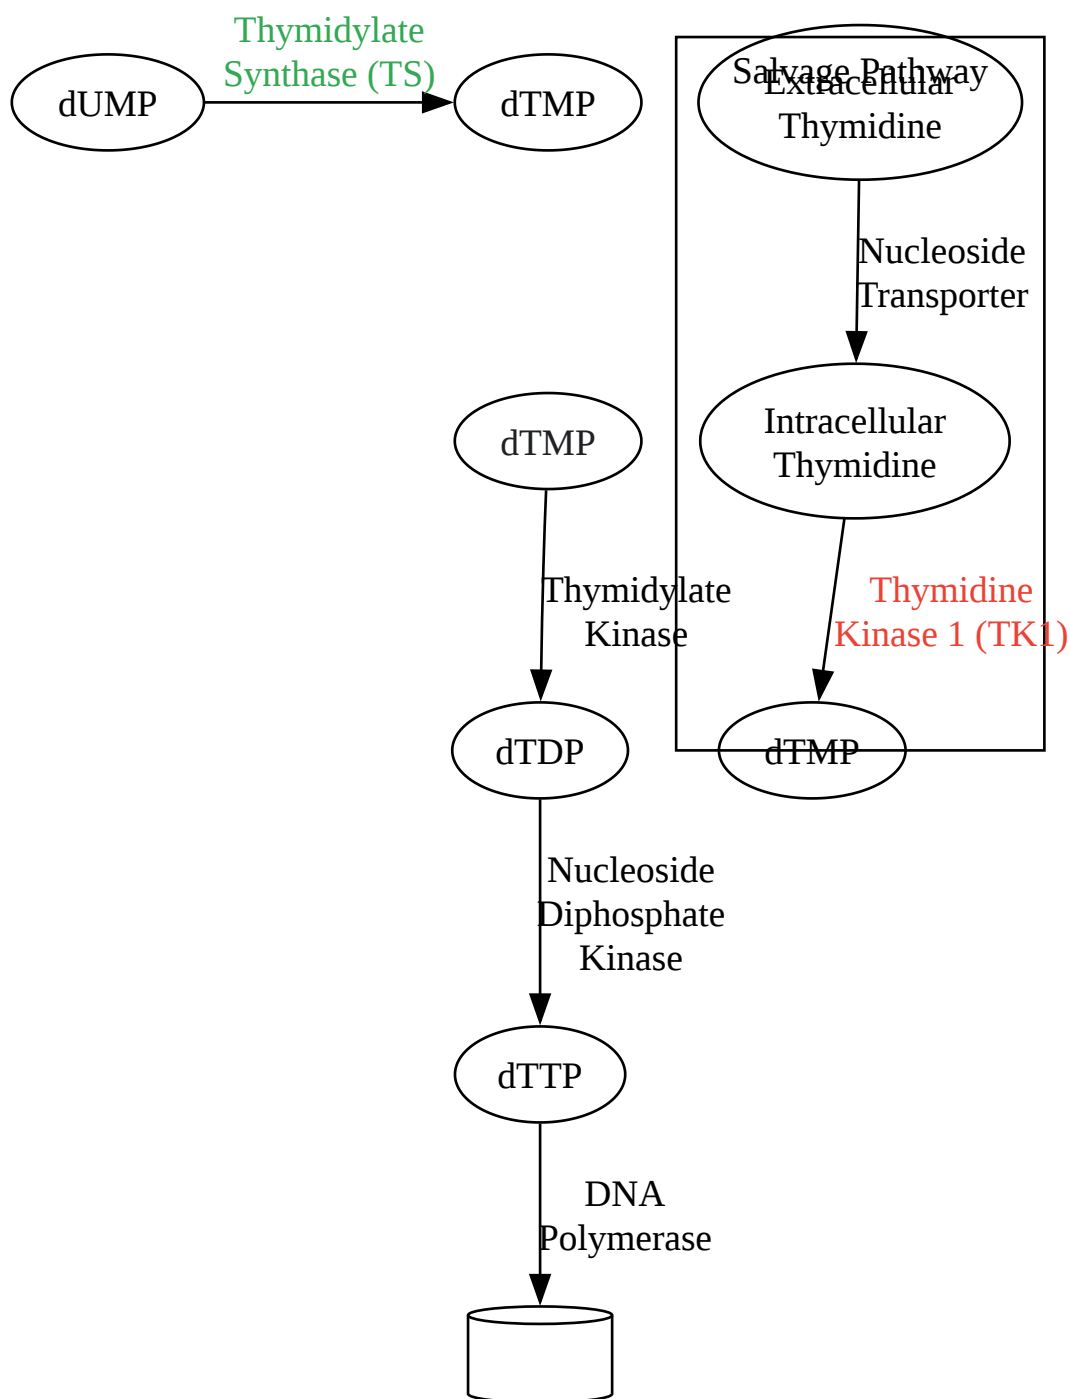 Thymidylate
Synthase (TS)
dUMP
dTMP
Salvage Pathway
Extracellular
Thymidine
Nucleoside
Transporter
dTMP
Intracellular
Thymidine
Thymidylate
Kinase
Thymidine
Kinase 1 (TK1)
dTDP
dTMP
Nucleoside
Diphosphate
Kinase
dTTP
DNA
Polymerase